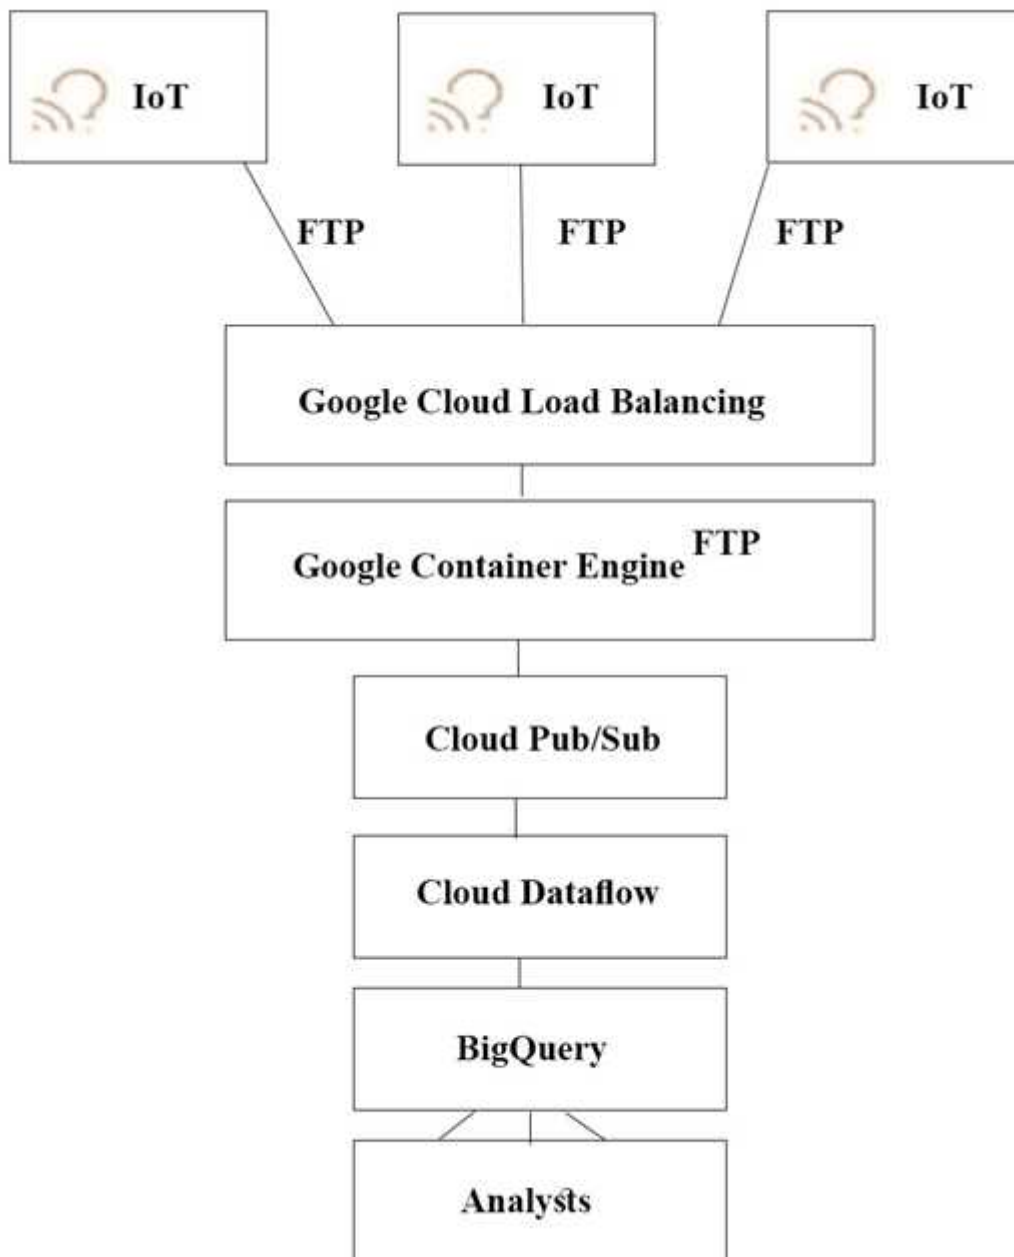 IoT IoT IoT
FTP FTP FTP
Google Cloud Load Balancing
Google Container Engine FTP
Cloud Pub/Sub
Cloud Dataflow
BigQuery
Analysts